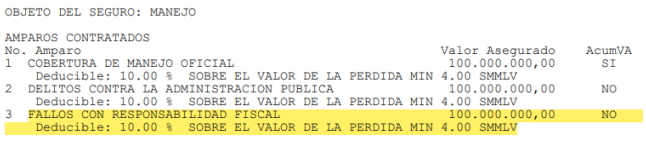 OBJETO DEL SEGURO: MANEJO
AMPAROS CONTRATADOS
No. Amparo Valor Asegurado AcumVA
1 COBERTURA DE MANEJO OFICIAL 100.000.000,00 SI
Deducible: 10.00 % SOBRE EL VALOR DE LA PERDIDA MIN 4.00 SMMLV
2 DELITOS CONTRA LA ADMINISTRACION PUBLICA 100.000.000,00 NO
Deducible: 10.00 % SOBRE EL VALOR DE LA PERDIDA MIN 4.00 SMMLV
3 FALLOS CON RESPONSABILIDAD FISCAL 100.000.000,00 NO
Deducible: 10.00 % SOBRE EL VALOR DE LA PERDIDA MIN 4.00 SMMLV